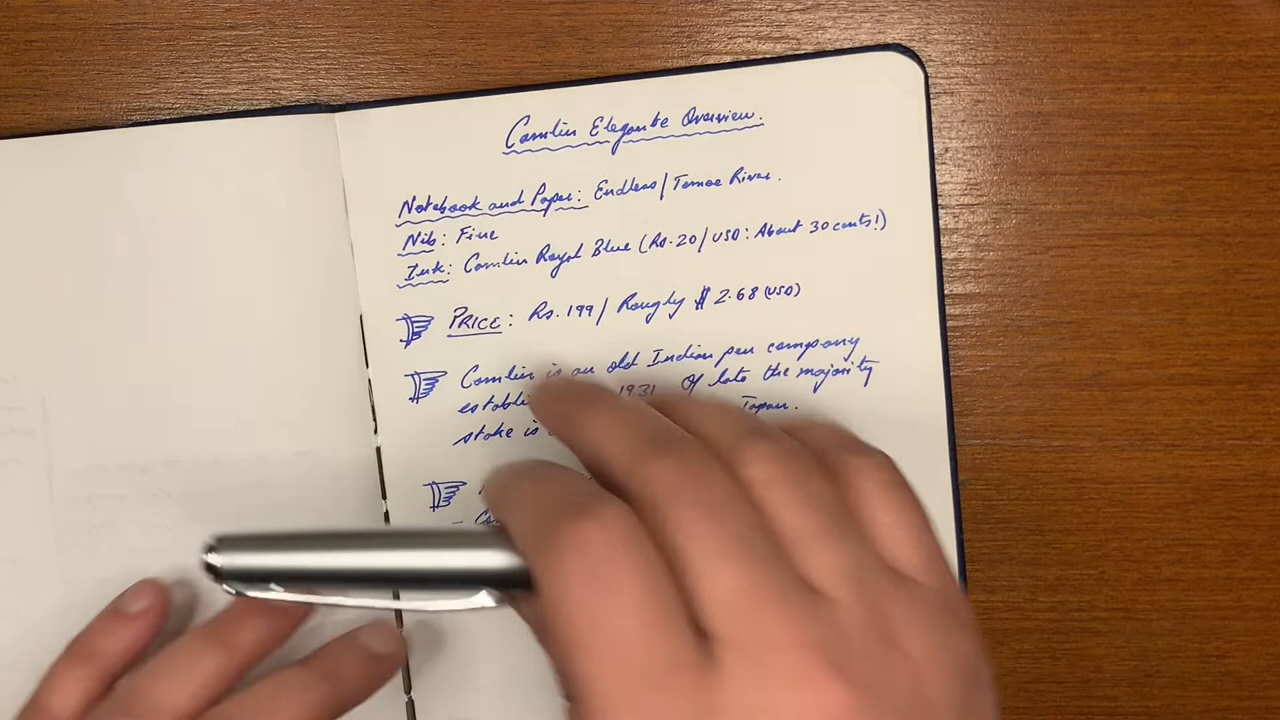 Camlin Elegante Overview.
Notebook and Paper: Endless/Tomoe River.
Nib: Fine
Ink: Camlin Royal Blue (Rs.20/USD: About 30 cents!)
PRICE: Rs.199/ Roughly $2.68 (USD)
Camlin is an old Indian pen company
1931. Of late the majority
stake is Japan.
-